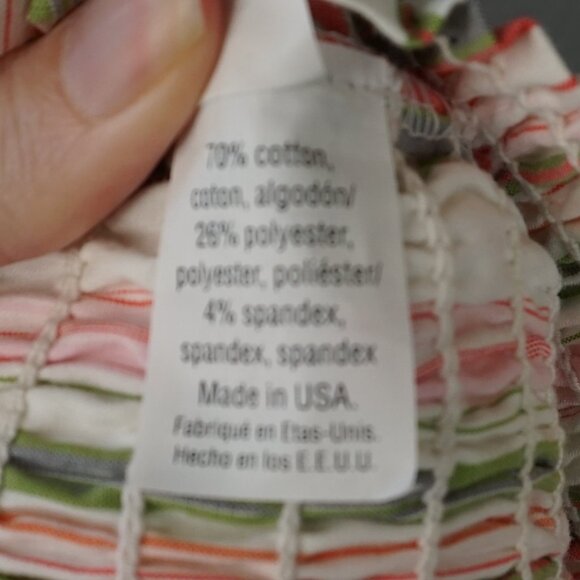 70% cotton,
coton, algodón/
26% polyester,
polyester, poliéster/
4% spandex,
spandex, spandex
Made in USA.
Fabriqué en Etas-Unis.
Hecho en los E.E.U.U.